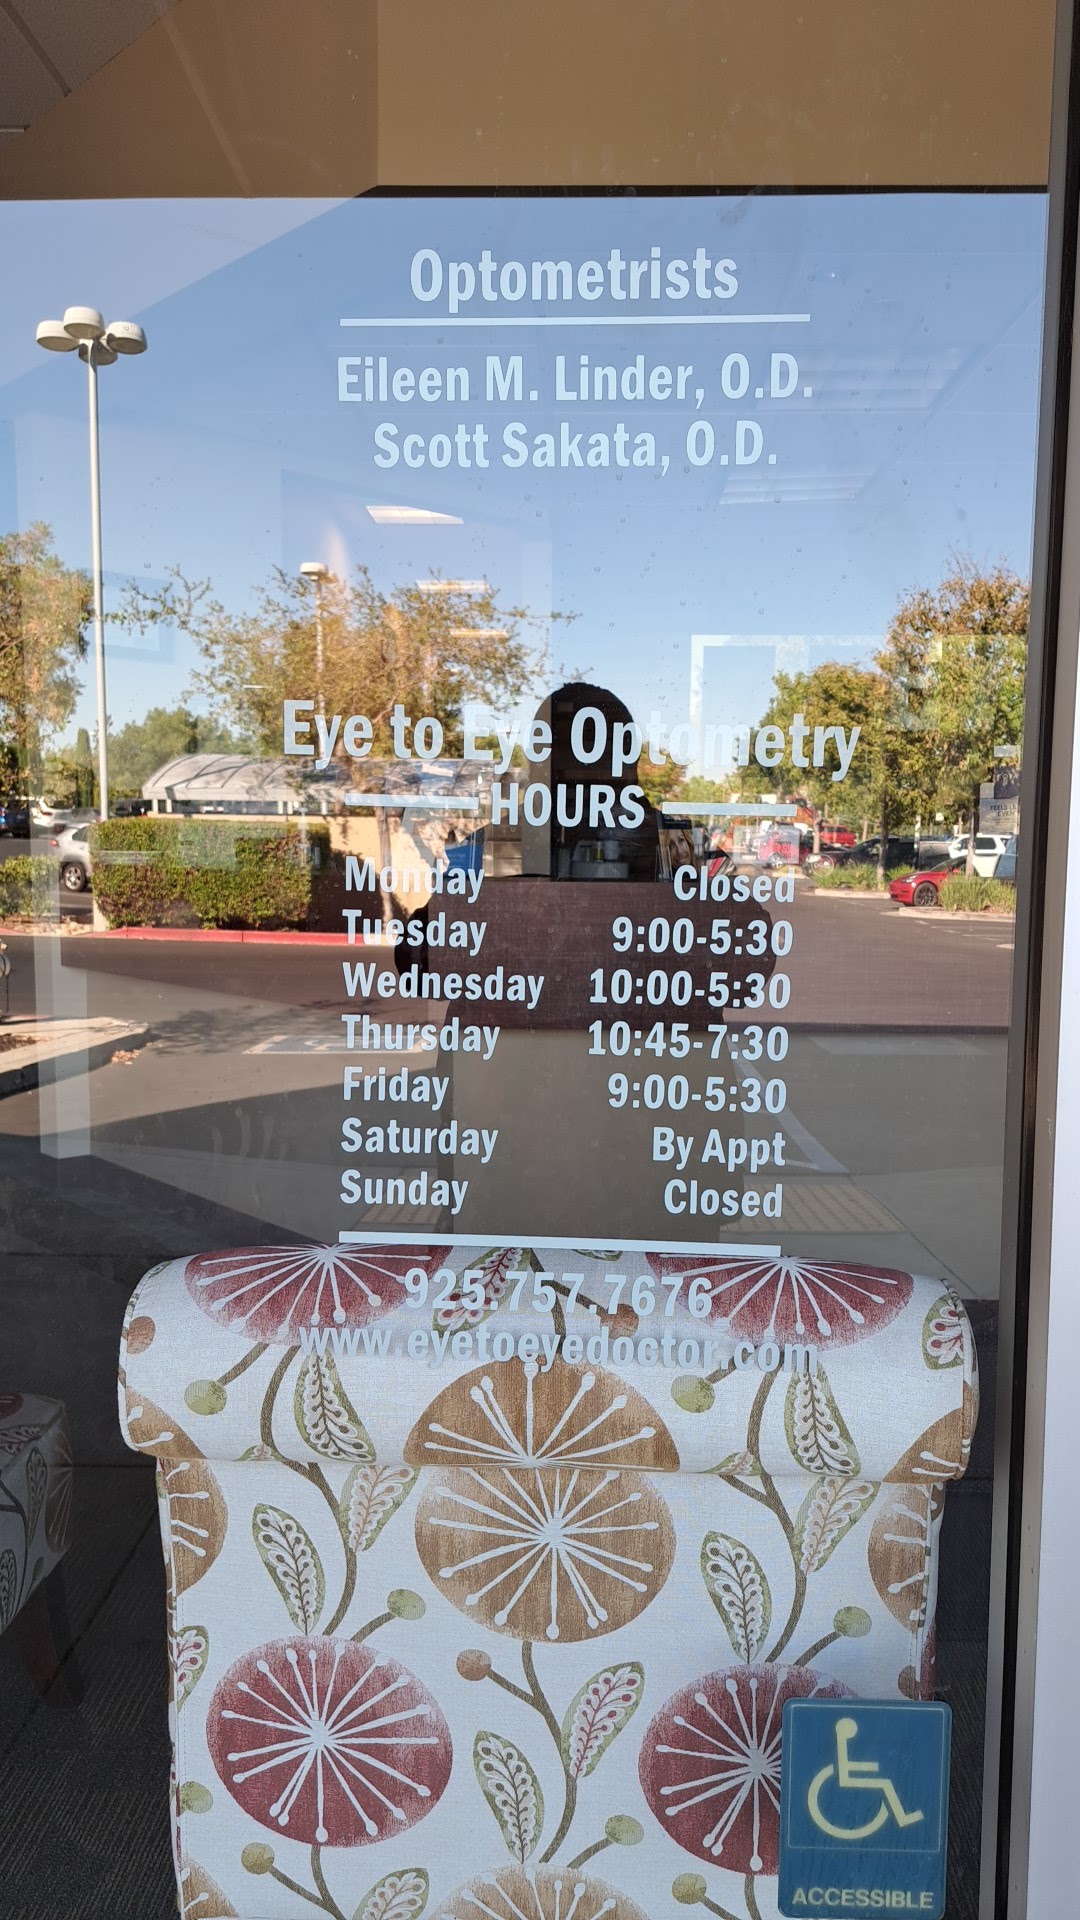 Optometrists
Eileen M. Linder, O.D.
Scott Sakata, O.D.
Eye to Eye Optometry
HOURS
Monday Closed
Tuesday 9:00-5:30
Wednesday 10:00-5:30
Thursday 10:45-7:30
Friday 9:00-5:30
Saturday By Appt
Sunday Closed
925.757.7676
www.eyetoeyedoctor.com
ACCESSIBLE